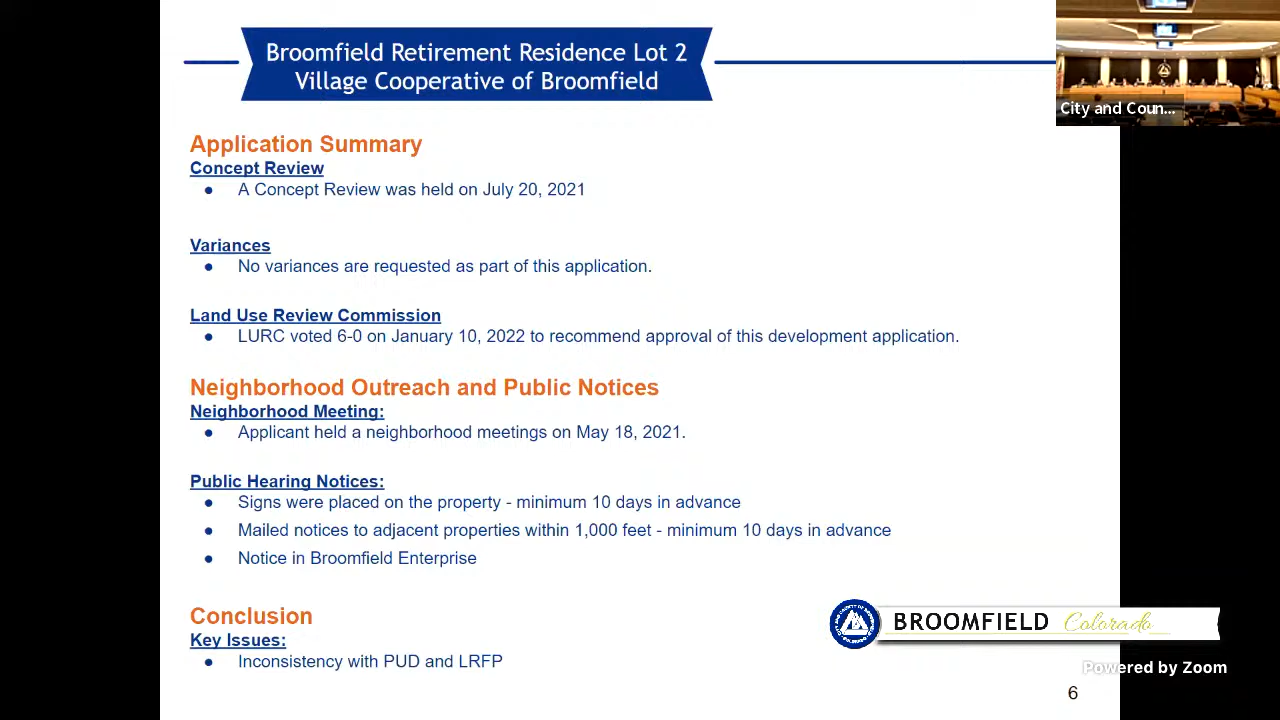 Broomfield Retirement Residence Lot 2
Village Cooperative of Broomfield
City and Coun...
Application Summary
Concept Review
● A Concept Review was held on July 20, 2021
Variances
● No variances are requested as part of this application.
Land Use Review Commission
● LURC voted 6-0 on January 10, 2022 to recommend approval of this development application.
Neighborhood Outreach and Public Notices
Neighborhood Meeting:
● Applicant held a neighborhood meetings on May 18, 2021.
Public Hearing Notices:
● Signs were placed on the property - minimum 10 days in advance
● Mailed notices to adjacent properties within 1,000 feet - minimum 10 days in advance
● Notice in Broomfield Enterprise
Conclusion
Key Issues:
● Inconsistency with PUD and LRFP
BROOMFIELD Colorado
Powered by Zoom
6